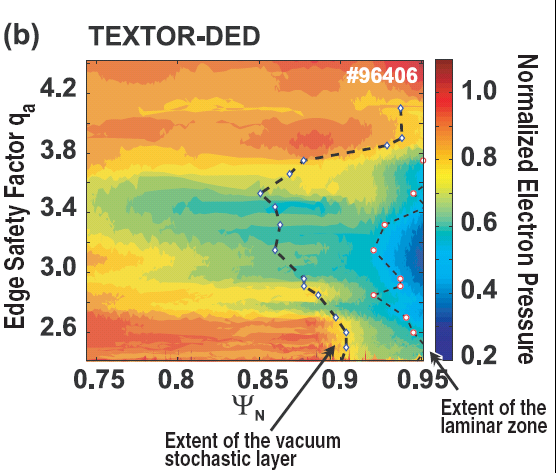 (b) TEXTOR-DED
#96406
Edge Safety Factor qa
4.2
3.8
3.4
3.0
2.6
0.75 0.8 0.85 0.9 0.95
ΨN
1.0
0.8
0.6
0.4
0.2
Normalized Electron Pressure
Extent of the vacuum
stochastic layer
Extent of the
laminar zone